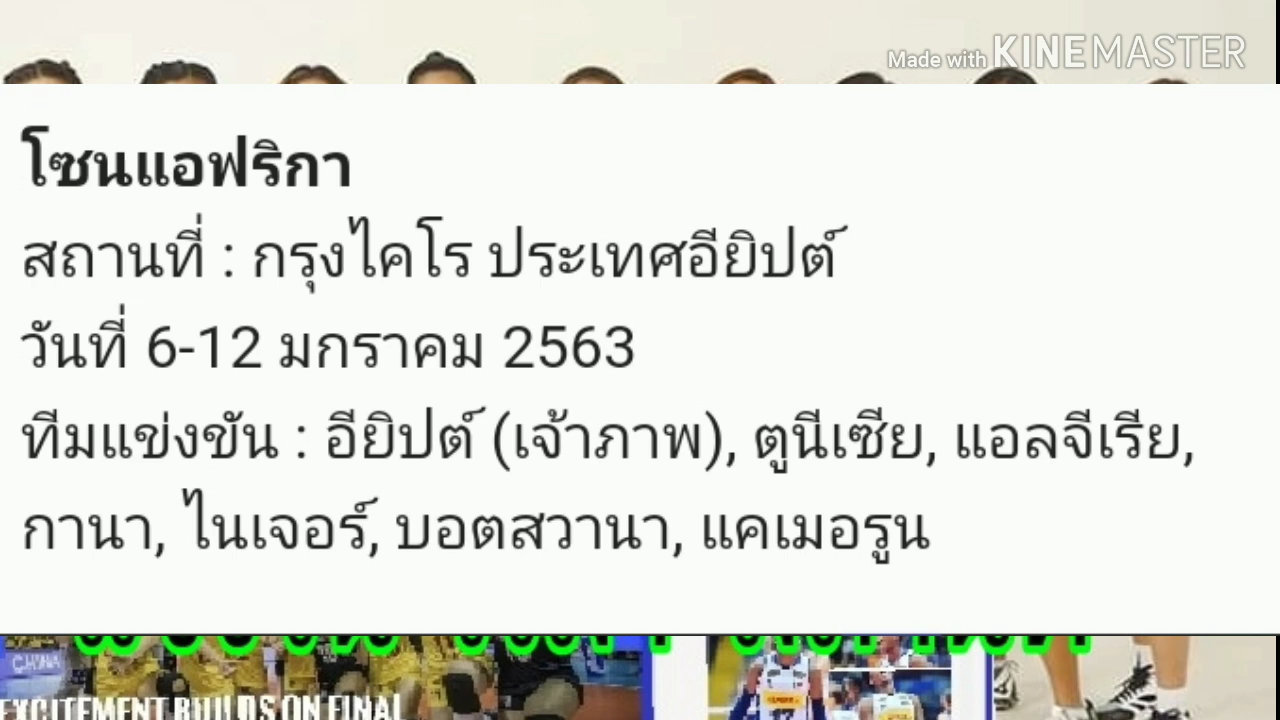 Made with KINEMASTER
โซนแอฟริกา
สถานที่ : กรุงไคโร ประเทศอียิปต์
วันที่ 6-12 มกราคม 2563
ทีมแข่งขัน : อียิปต์ (เจ้าภาพ), ตูนีเซีย, แอลจีเรีย,
กานา, ไนเจอร์, บอตสวานา, แคเมอรูน
CHINA
EXCITEMENT BUILDS ON FINAL